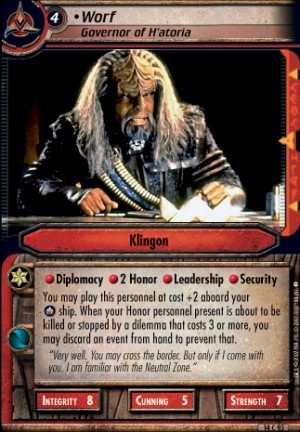 4
•Worf
Governor of H'atoria
Klingon
Diplomacy 2 Honor Leadership Security
You may play this personnel at cost +2 aboard your
ship. When your Honor personnel present is about to be
killed or stopped by a dilemma that costs 3 or more, you
may discard an event from hand to prevent that.
"Very well. You may cross the border. But only if I come with
you. I am familiar with the Neutral Zone."
INTEGRITY 8 CUNNING 5 STRENGTH 7